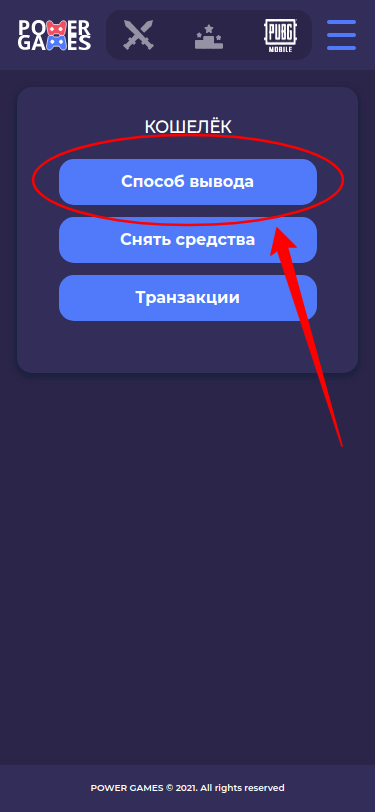 POWER
GAMES
PUBG
MOBILE
КОШЕЛЁК
Способ вывода
Снять средства
Транзакции
POWER GAMES © 2021. All rights reserved